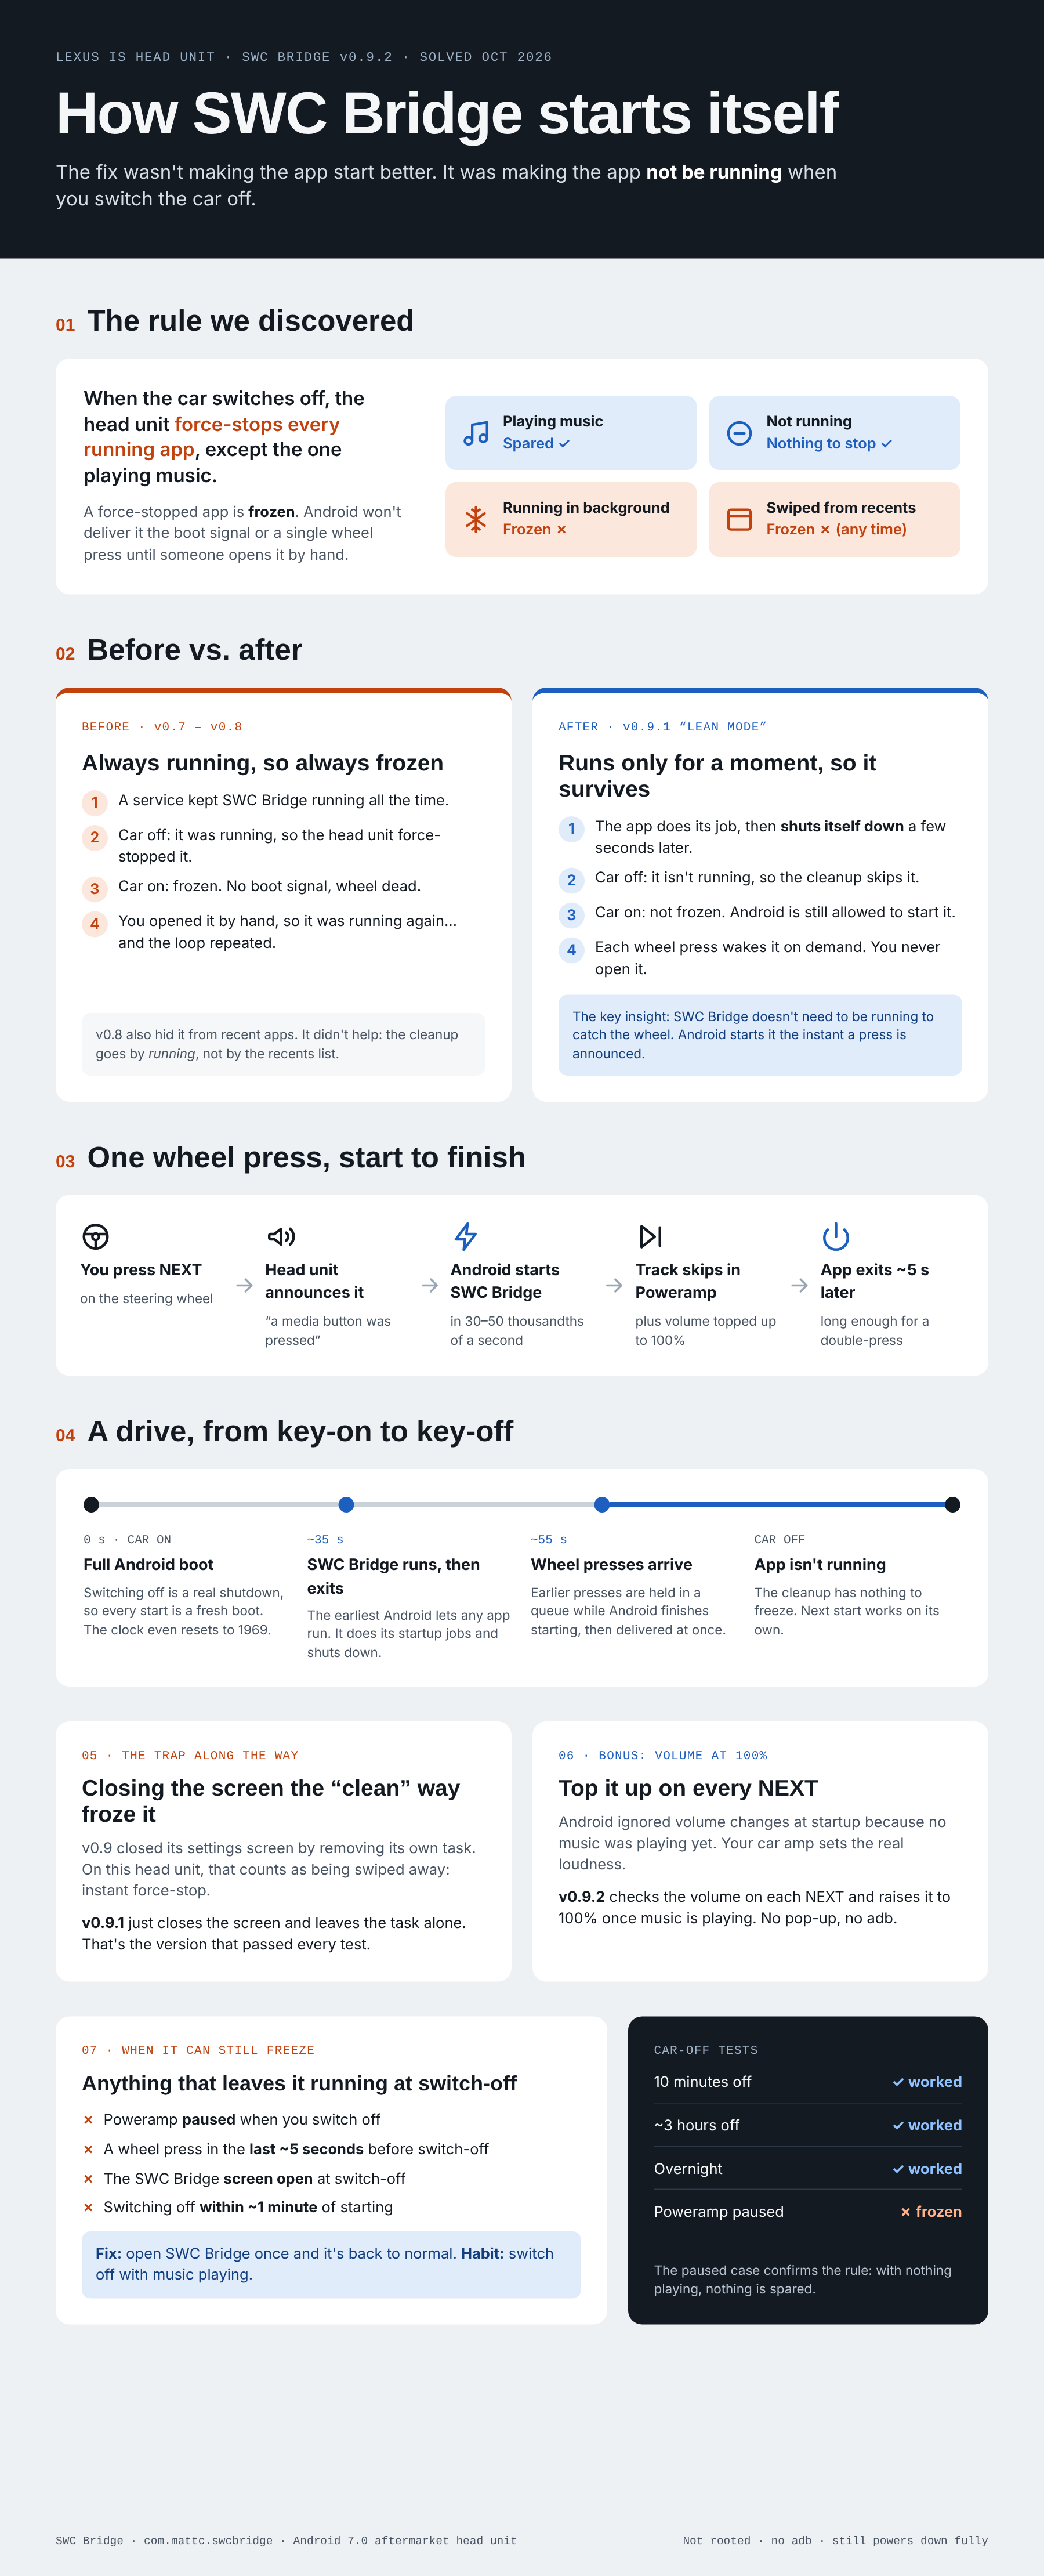 LEXUS IS HEAD UNIT · SWC BRIDGE v0.9.2 · SOLVED OCT 2026
How SWC Bridge starts itself
The fix wasn't making the app start better. It was making the app not be running when
you switch the car off.
01 The rule we discovered
When the car switches off, the
head unit force-stops every
running app, except the one
playing music.
A force-stopped app is frozen. Android won't
deliver it the boot signal or a single wheel
press until someone opens it by hand.
Playing music
Spared ✓
Not running
Nothing to stop ✓
Running in background
Frozen ×
Swiped from recents
Frozen × (any time)
02 Before vs. after
BEFORE · v0.7 – v0.8
Always running, so always frozen
1 A service kept SWC Bridge running all the time.
2 Car off: it was running, so the head unit force-
stopped it.
3 Car on: frozen. No boot signal, wheel dead.
4 You opened it by hand, so it was running again…
and the loop repeated.
v0.8 also hid it from recent apps. It didn't help: the cleanup
goes by running, not by the recents list.
AFTER · v0.9.1 “LEAN MODE”
Runs only for a moment, so it
survives
1 The app does its job, then shuts itself down a few
seconds later.
2 Car off: it isn't running, so the cleanup skips it.
3 Car on: not frozen. Android is still allowed to start it.
4 Each wheel press wakes it on demand. You never
open it.
The key insight: SWC Bridge doesn't need to be running to
catch the wheel. Android starts it the instant a press is
announced.
03 One wheel press, start to finish
You press NEXT
on the steering wheel
→
Head unit
announces it
“a media button was
pressed”
→
Android starts
SWC Bridge
in 30–50 thousandths
of a second
→
Track skips in
Poweramp
plus volume topped up
to 100%
→
App exits ~5 s
later
long enough for a
double-press
04 A drive, from key-on to key-off
0 s · CAR ON
Full Android boot
Switching off is a real shutdown,
so every start is a fresh boot.
The clock even resets to 1969.
~35 s
SWC Bridge runs, then
exits
The earliest Android lets any app
run. It does its startup jobs and
shuts down.
~55 s
Wheel presses arrive
Earlier presses are held in a
queue while Android finishes
starting, then delivered at once.
CAR OFF
App isn't running
The cleanup has nothing to
freeze. Next start works on its
own.
05 · THE TRAP ALONG THE WAY
Closing the screen the “clean” way
froze it
v0.9 closed its settings screen by removing its own task.
On this head unit, that counts as being swiped away:
instant force-stop.
v0.9.1 just closes the screen and leaves the task alone.
That's the version that passed every test.
06 · BONUS: VOLUME AT 100%
Top it up on every NEXT
Android ignored volume changes at startup because no
music was playing yet. Your car amp sets the real
loudness.
v0.9.2 checks the volume on each NEXT and raises it to
100% once music is playing. No pop-up, no adb.
07 · WHEN IT CAN STILL FREEZE
Anything that leaves it running at switch-off
× Poweramp paused when you switch off
× A wheel press in the last ~5 seconds before switch-off
× The SWC Bridge screen open at switch-off
× Switching off within ~1 minute of starting
Fix: open SWC Bridge once and it's back to normal. Habit: switch
off with music playing.
CAR-OFF TESTS
10 minutes off ✓ worked
~3 hours off ✓ worked
Overnight ✓ worked
Poweramp paused × frozen
The paused case confirms the rule: with nothing
playing, nothing is spared.
SWC Bridge · com.mattc.swcbridge · Android 7.0 aftermarket head unit
Not rooted · no adb · still powers down fully